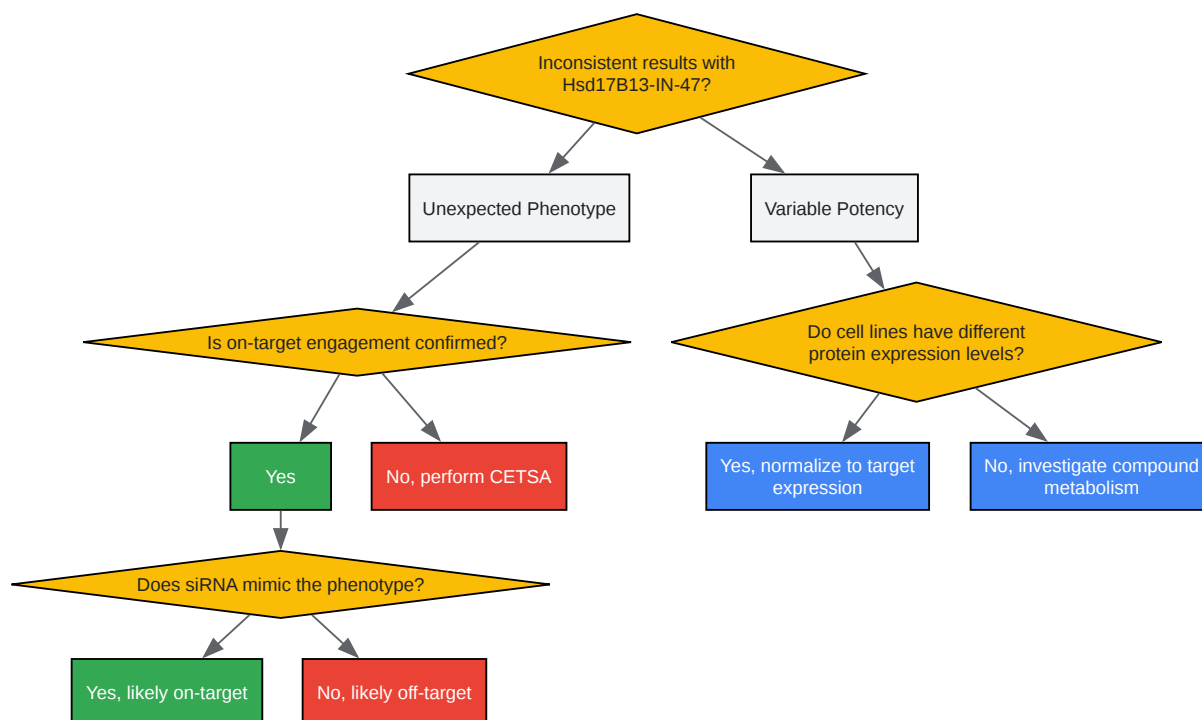 Inconsistent results with
Hsd17B13-IN-47?
Unexpected Phenotype
Variable Potency
Is on-target engagement confirmed?
Do cell lines have different
protein expression levels?
Yes
No, perform CETSA
Yes, normalize to target
expression
No, investigate compound
metabolism
Does siRNA mimic the phenotype?
Yes, likely on-target
No, likely off-target